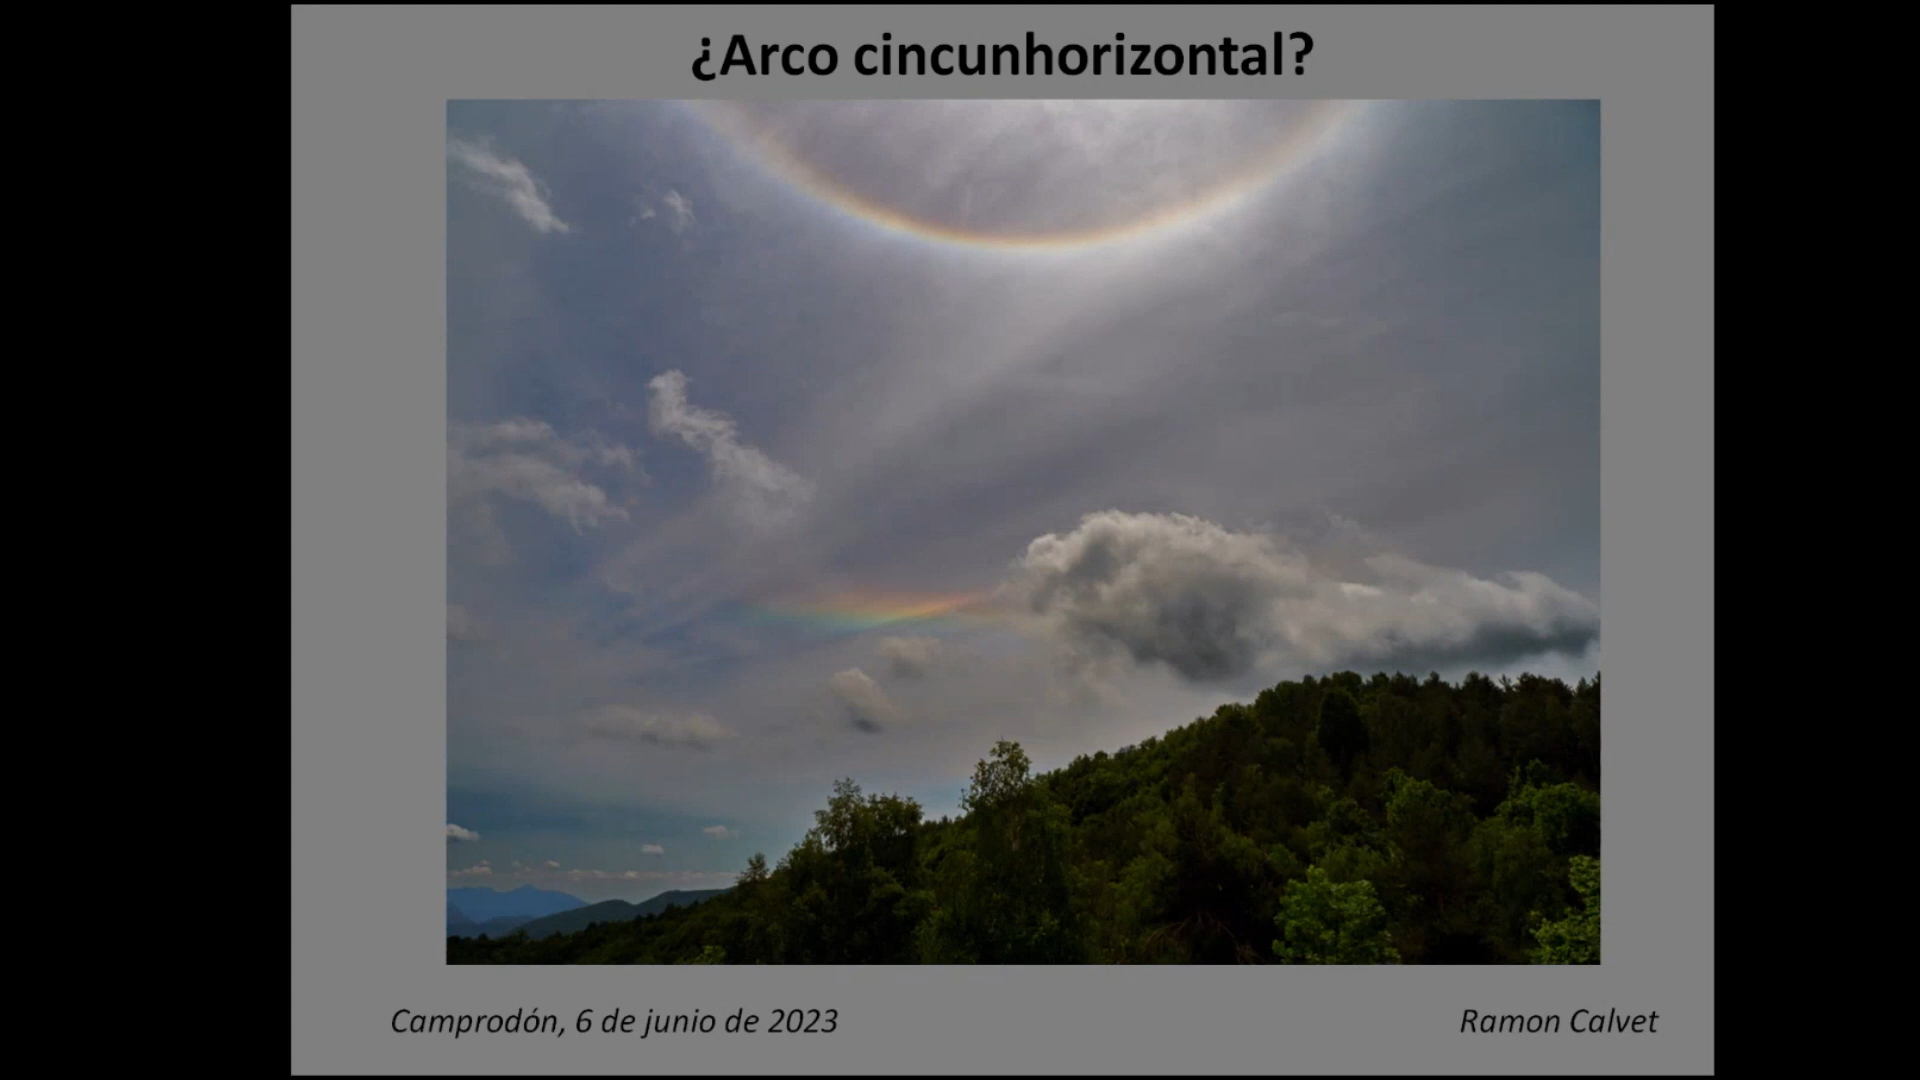 ¿Arco cincunhorizontal?
Camprodón, 6 de junio de 2023
Ramon Calvet